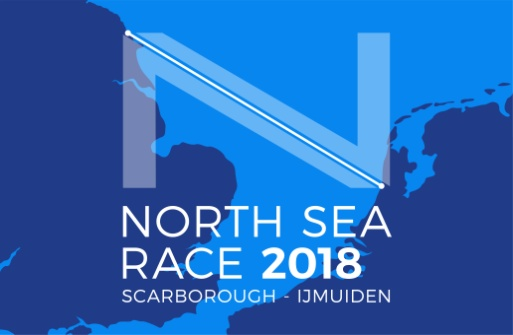 N
NORTH SEA
RACE 2018
SCARBOROUGH - IJMUIDEN